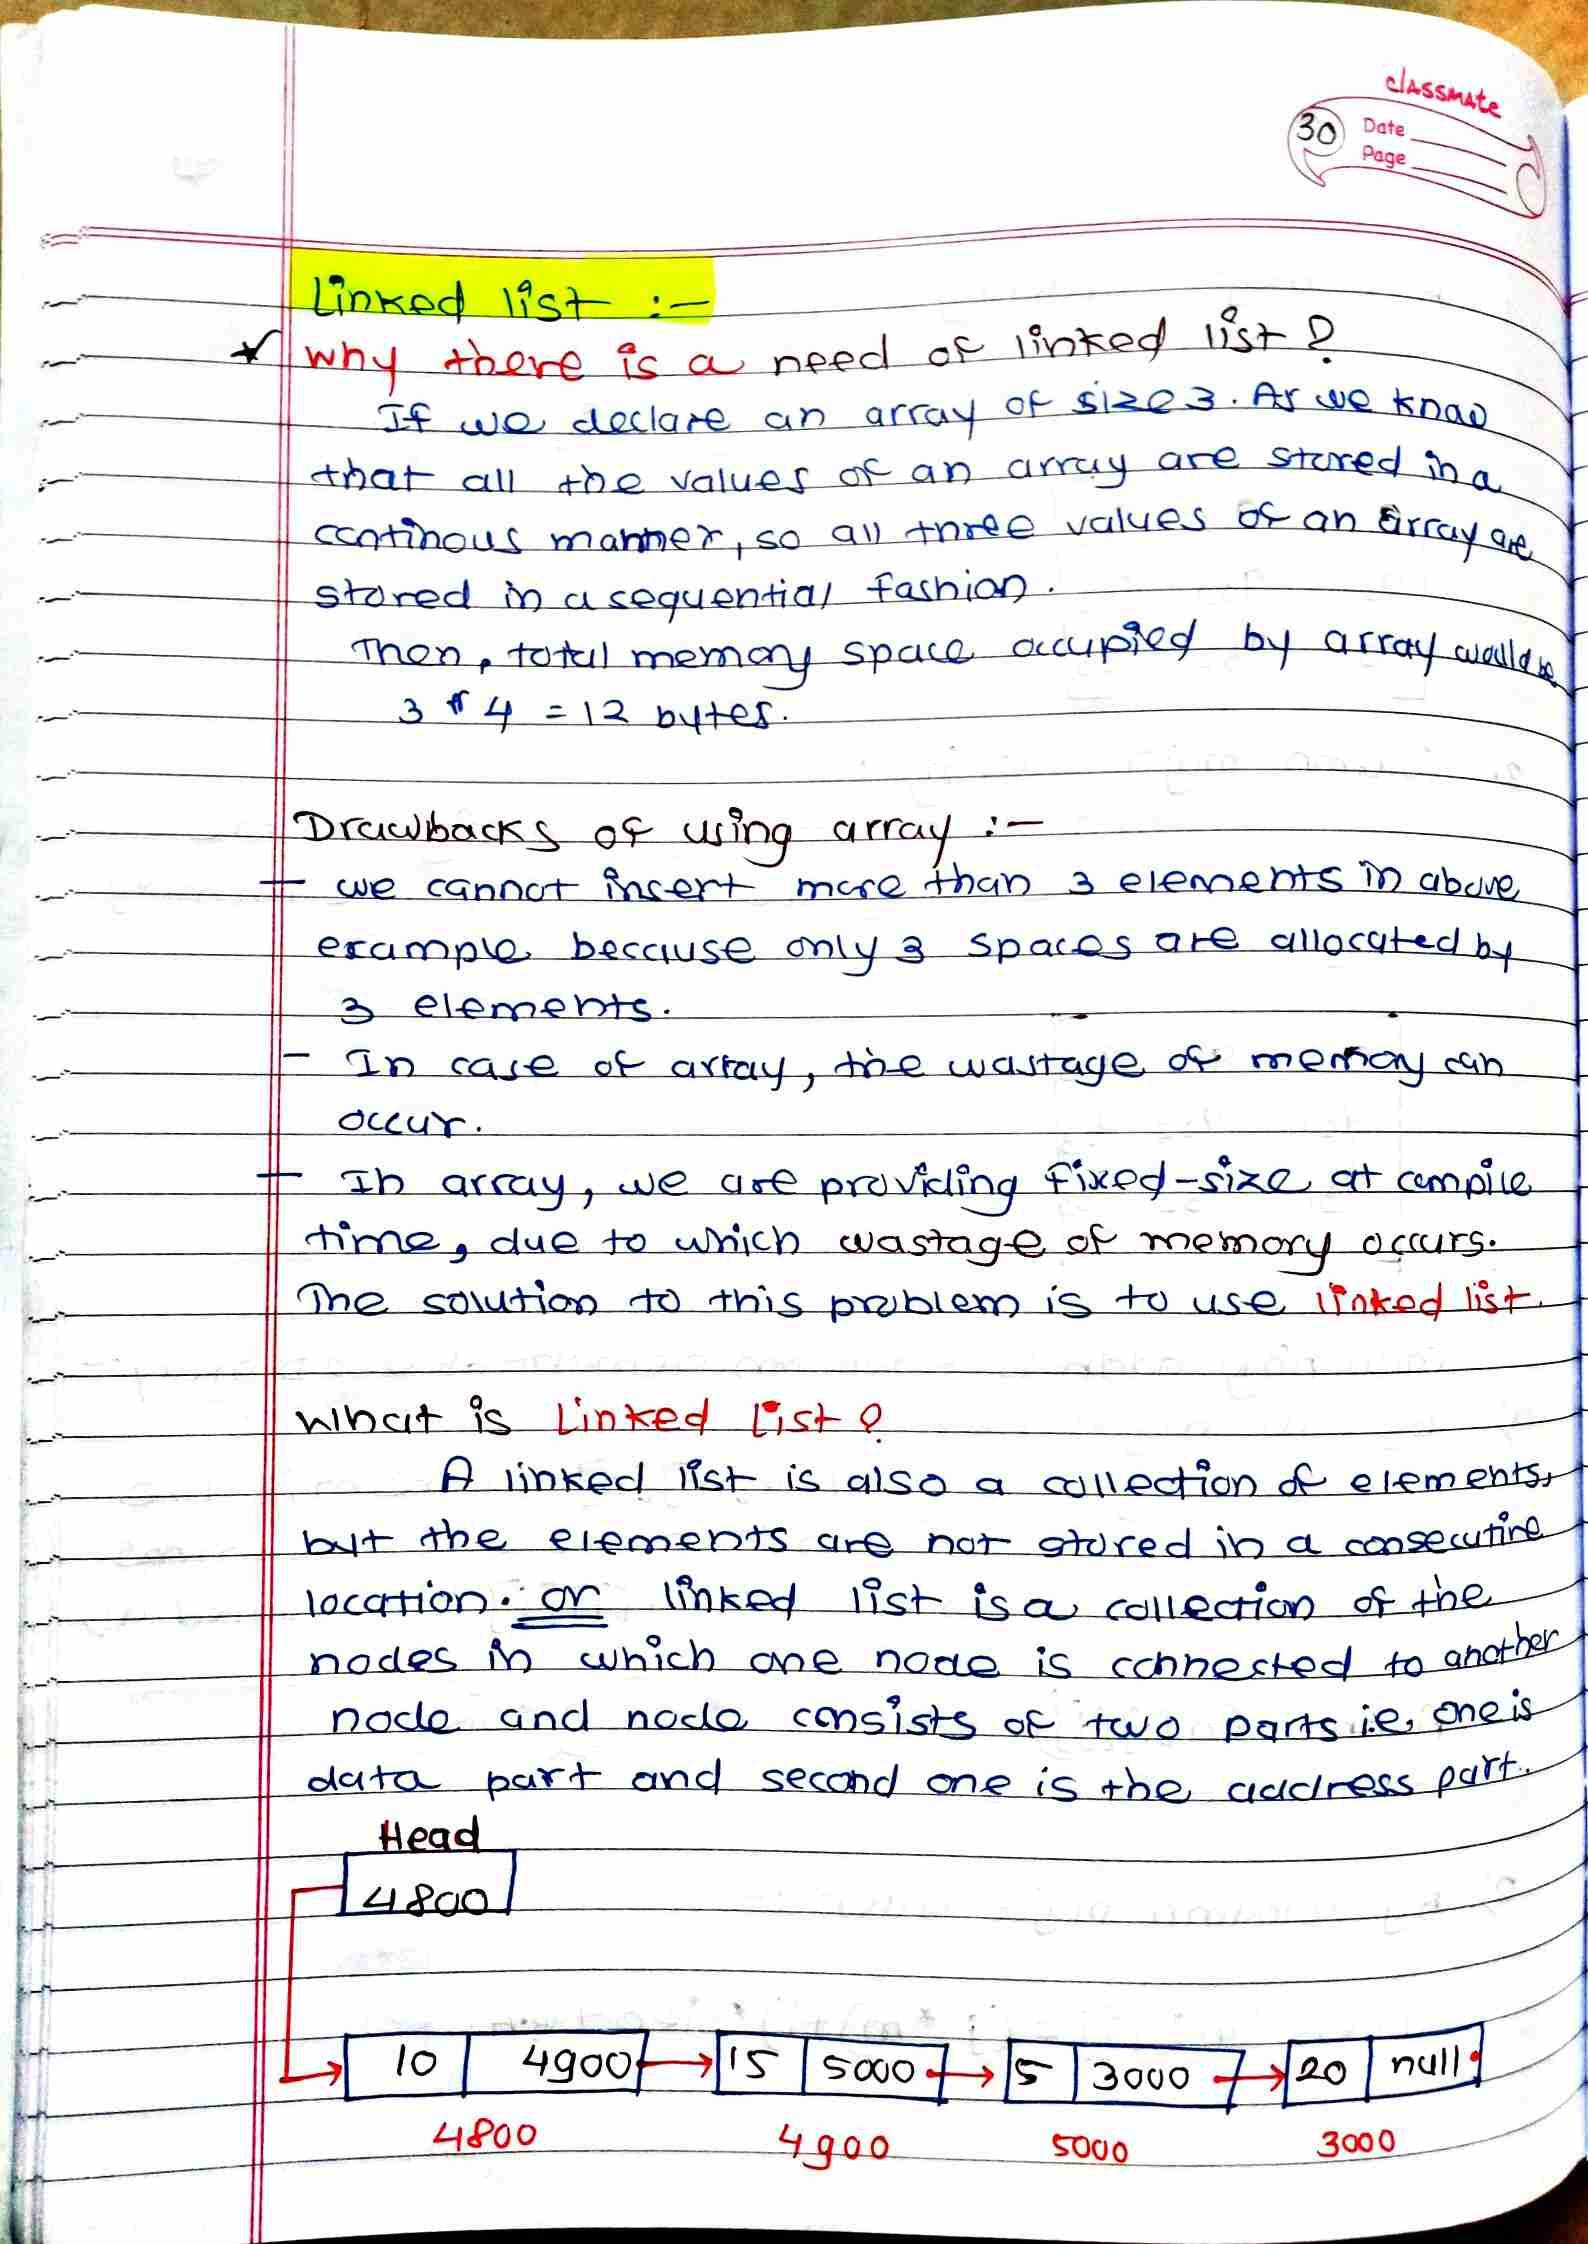 classmate
30 Date
Page
Linked list :-
why there is a need of linked list?
If we declare an array of size 3. As we know
that all the values of an array are stored in a
continous manner, so all three values of an array are
stored in a sequential fashion.
Then, total memory space occupied by array would be
3 * 4 = 12 bytes.
Drawbacks of using array :-
- we cannot insert more than 3 elements in above
example because only 3 spaces are allocated by
3 elements.
- In case of array, the wastage of memory can
occur.
- In array, we are providing fixed-size at compile
time, due to which wastage of memory occurs.
The solution to this problem is to use linked list.
What is Linked List?
A linked list is also a collection of elements,
but the elements are not stored in a consecutive
location. or linked list is a collection of the
nodes in which one node is connested to another
node and node consists of two parts i.e. one is
data part and second one is the address part.
Head
4800
10 4900 15 5000 5 3000 20 null
4800 4900 5000 3000